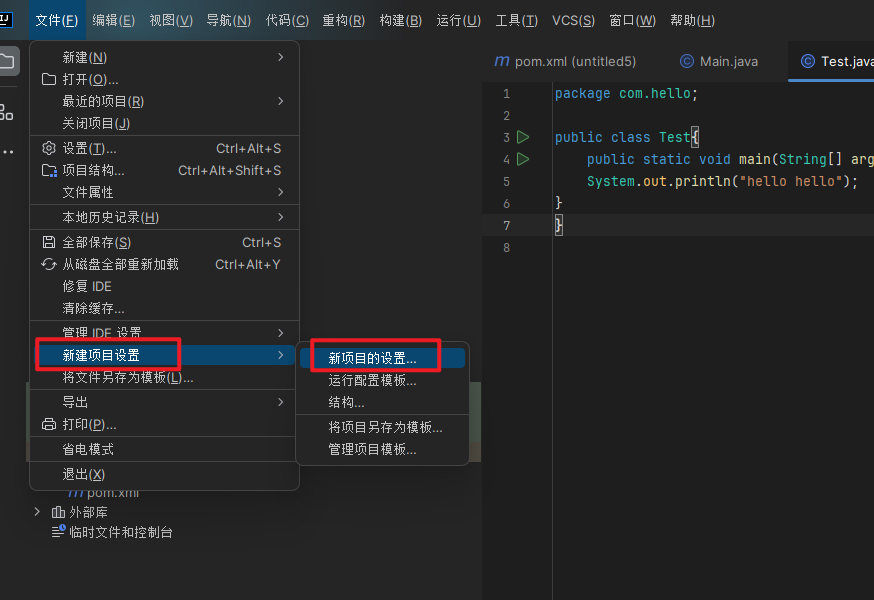 IJ
文件(F) 编辑(E) 视图(V) 导航(N) 代码(C) 重构(R) 构建(B) 运行(U) 工具(T) VCS(S) 窗口(W) 帮助(H)
新建(N)
打开(O)...
最近的项目(R)
关闭项目(J)
设置(T)... Ctrl+Alt+S
项目结构... Ctrl+Alt+Shift+S
文件属性
本地历史记录(H)
全部保存(S) Ctrl+S
从磁盘全部重新加载 Ctrl+Alt+Y
修复 IDE
清除缓存...
管理 IDE 设置
新建项目设置
将文件另存为模板(L)...
导出
打印(P)...
省电模式
退出(X)
新项目的设置...
运行配置模板...
结构...
将项目另存为模板...
管理项目模板...
pom.xml
外部库
临时文件和控制台
m pom.xml (untitled5) © Main.java © Test.java
1 package com.hello;
2
3 public class Test{
4 public static void main(String[] arg
5 System.out.println("hello hello");
6 }
7 }
8